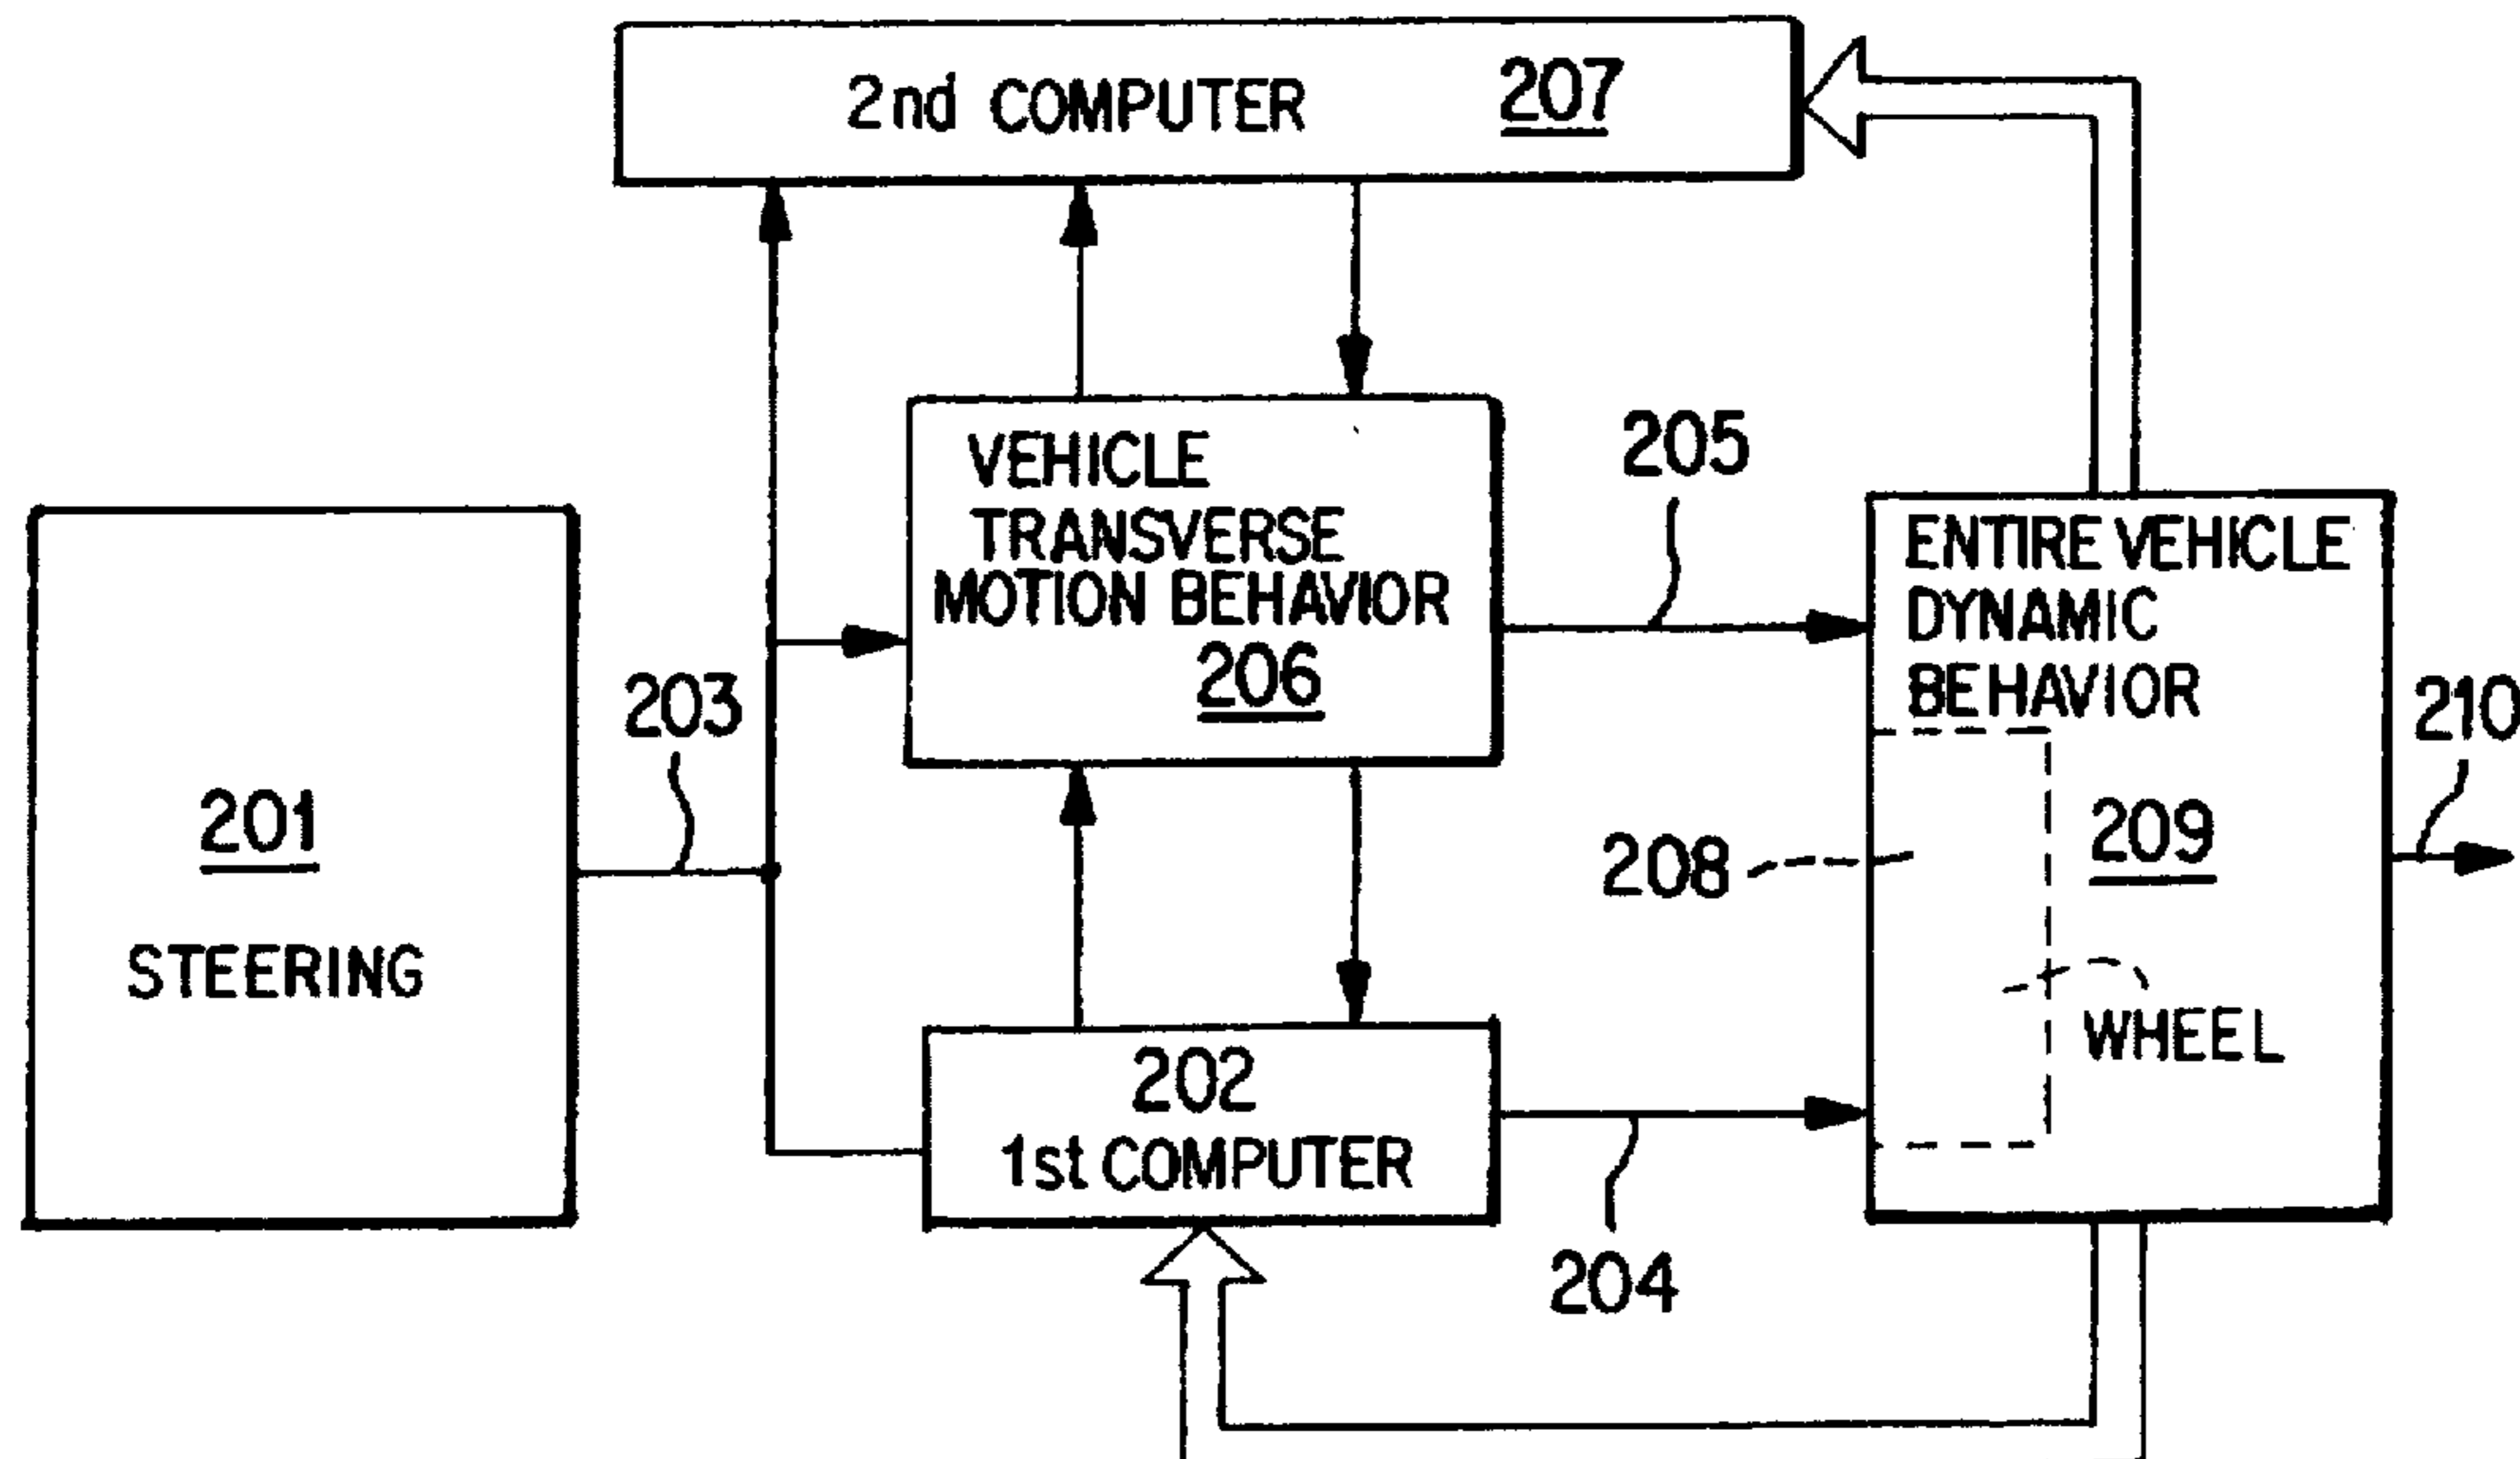 2nd COMPUTER 207
VEHICLE
TRANSVERSE
MOTION BEHAVIOR
206
205
ENTIRE VEHICLE
DYNAMIC
BEHAVIOR
203
210
201
STEERING
208
209
WHEEL
202
1st COMPUTER
204